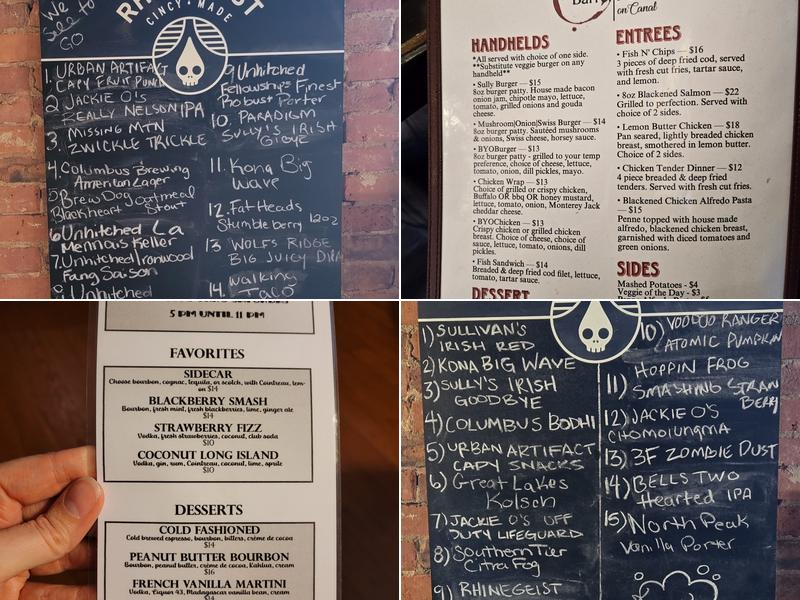 We to
sell to
GO
CINCY·MADE
1. URBAN ARTIFACT
CAPY FRUIT PUNCH
2. JACKIE O's
REALLY NELSON IPA
3. MISSING MTN
ZWICKLE TRICKLE
4. Columbus Brewing
American Lager
5 Brew Dog Oatmeal
Blackheart Stout
6 Unhitched La
Mennais Keller
7. Unhitched Ironwood
Fang Saison
Unhitched
9 Unhitched
Fellowship's Finest
Robust Porter
10. PARADIGM
SULLY'S IRISH
11. Kona Big
Wave
12. Fat Heads
Stumbleberry 12oz
13 WOLFS RIDGE
BIG JUICY DIPA
14. Walking
Taco
on Canal
HANDHELDS
*All served with choice of one side.
**Substitute veggie burger on any
handheld**
• Sully Burger — $15
8oz burger patty. House made bacon
onion jam, chipotle mayo, lettuce,
tomato, grilled onions and gouda
cheese.
• Mushroom|Onion|Swiss Burger — $14
8oz burger patty. Sautéed mushrooms
& onions, Swiss cheese, horsey sauce.
• BYOBurger — $13
8oz burger patty - grilled to your temp
preference, choice of cheese, lettuce,
tomato, onion, dill pickles, mayo.
• Chicken Wrap — $13
Choice of grilled or crispy chicken,
Buffalo OR bbq OR honey mustard,
lettuce, tomato, onion, Monterey Jack
cheddar cheese.
• BYOChicken — $13
Crispy chicken or grilled chicken
breast. Choice of cheese, choice of
sauce, lettuce, tomato, onions, dill
pickles.
• Fish Sandwich — $14
Breaded & deep fried cod filet, lettuce,
tomato, tartar sauce.
DESSERT
ENTREES
• Fish N' Chips — $16
3 pieces of deep fried cod, served
with fresh cut fries, tartar sauce,
and lemon.
• 8oz Blackened Salmon — $22
Grilled to perfection. Served with
choice of 2 sides.
• Lemon Butter Chicken — $18
Pan seared, lightly breaded chicken
breast, smothered in lemon butter.
Choice of 2 sides.
• Chicken Tender Dinner — $12
4 piece breaded & deep fried
tenders. Served with fresh cut fries.
• Blackened Chicken Alfredo Pasta
— $15
Penne topped with house made
alfredo, blackened chicken breast,
garnished with diced tomatoes and
green onions.
SIDES
Mashed Potatoes - $4
Veggie of the Day - $3
5 PM UNTIL 11 PM
FAVORITES
SIDECAR
Choose bourbon, cognac, tequila, or scotch, with Cointreau, lem-
on $14
BLACKBERRY SMASH
Bourbon, fresh mint, fresh blackberries, lime, ginger ale
$14
STRAWBERRY FIZZ
Vodka, fresh strawberries, coconut, club soda
$10
COCONUT LONG ISLAND
Vodka, gin, rum, Cointreau, coconut, lime, sprite
$10
DESSERTS
COLD FASHIONED
Cold brewed espresso, bourbon, bitters, crème de cocoa
$14
PEANUT BUTTER BOURBON
Bourbon, peanut butter, crème de cocoa, Kahlua, cream
$16
FRENCH VANILLA MARTINI
Vodka, Liquor 43, Madagascar vanilla bean, cream
$14
1) SULLIVAN'S
IRISH RED
2) KONA BIG WAVE
3) SULLY'S IRISH
GOODBYE
4) COLUMBUS BODHI
5) URBAN ARTIFACT
CAPY SNACKS
6) Great Lakes
Kolsch
7) JACKIE O'S OFF
DUTY LIFEGUARD
8) Southern Tier
Citra Fog
9) RHINEGEIST
10) VOODOO RANGER
ATOMIC PUMPKIN
HOPPIN FROG
11) SMASHING STRAW
BERRY
12) JACKIE O'S
CHOMOLUNGMA
13) 3F ZOMBIE DUST
14) BELLS TWO
Hearted IPA
15) North Peak
Vanilla Porter